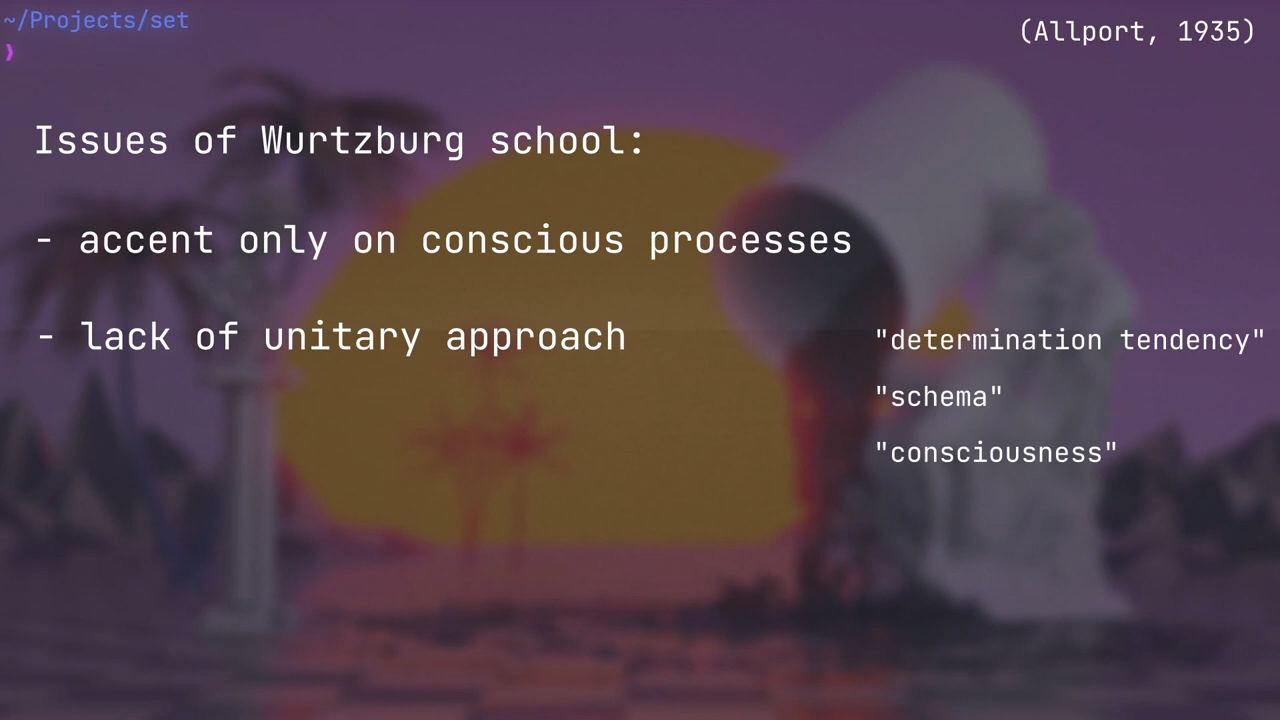 ~/Projects/set
❯
(Allport, 1935)
Issues of Wurtzburg school:
- accent only on conscious processes
- lack of unitary approach
"determination tendency"
"schema"
"consciousness"